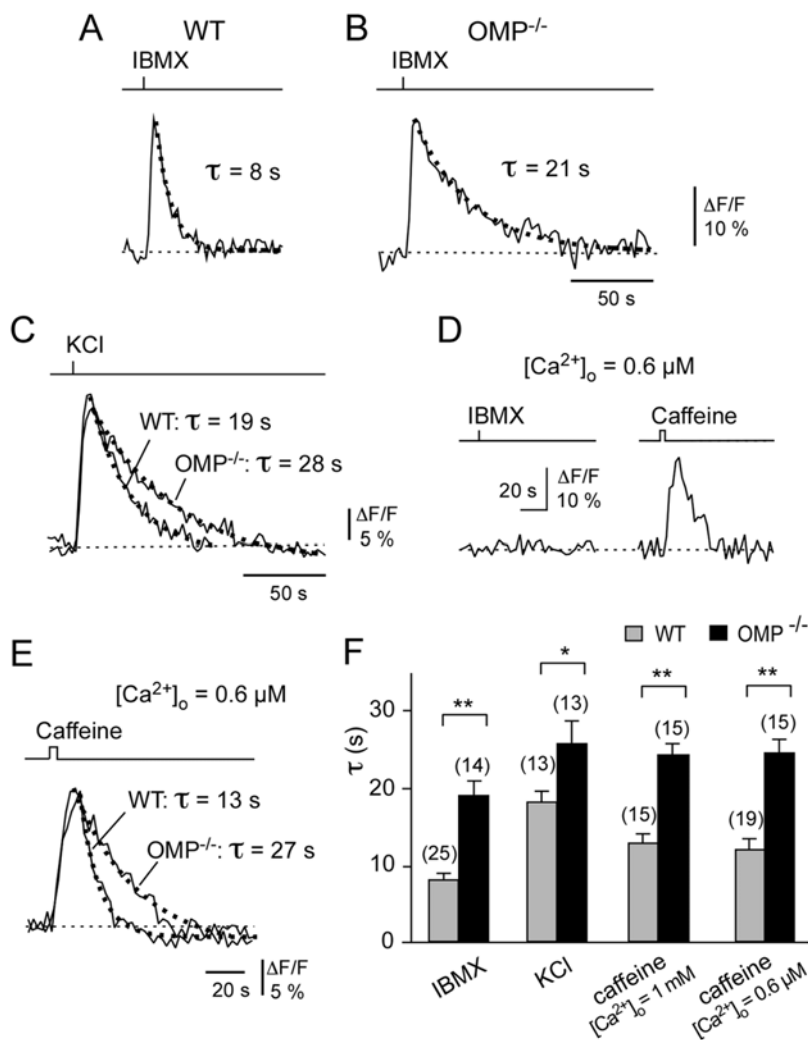 A WT
IBMX
τ = 8 s
B OMP-/-
IBMX
τ = 21 s
ΔF/F
10 %
50 s
C
KCl
WT: τ = 19 s
OMP-/-: τ = 28 s
ΔF/F
5 %
50 s
D
[Ca2+]o = 0.6 μM
IBMX
Caffeine
20 s
ΔF/F
10 %
E
[Ca2+]o = 0.6 μM
Caffeine
WT: τ = 13 s
OMP-/-: τ = 27 s
20 s
ΔF/F
5 %
F
WT OMP -/-
** * ** **
τ (s)
30
20
10
0
(25) (14) (13) (13) (15) (15) (19) (15)
IBMX
KCl
caffeine
[Ca2+]o = 1 mM
caffeine
[Ca2+]o = 0.6 μM